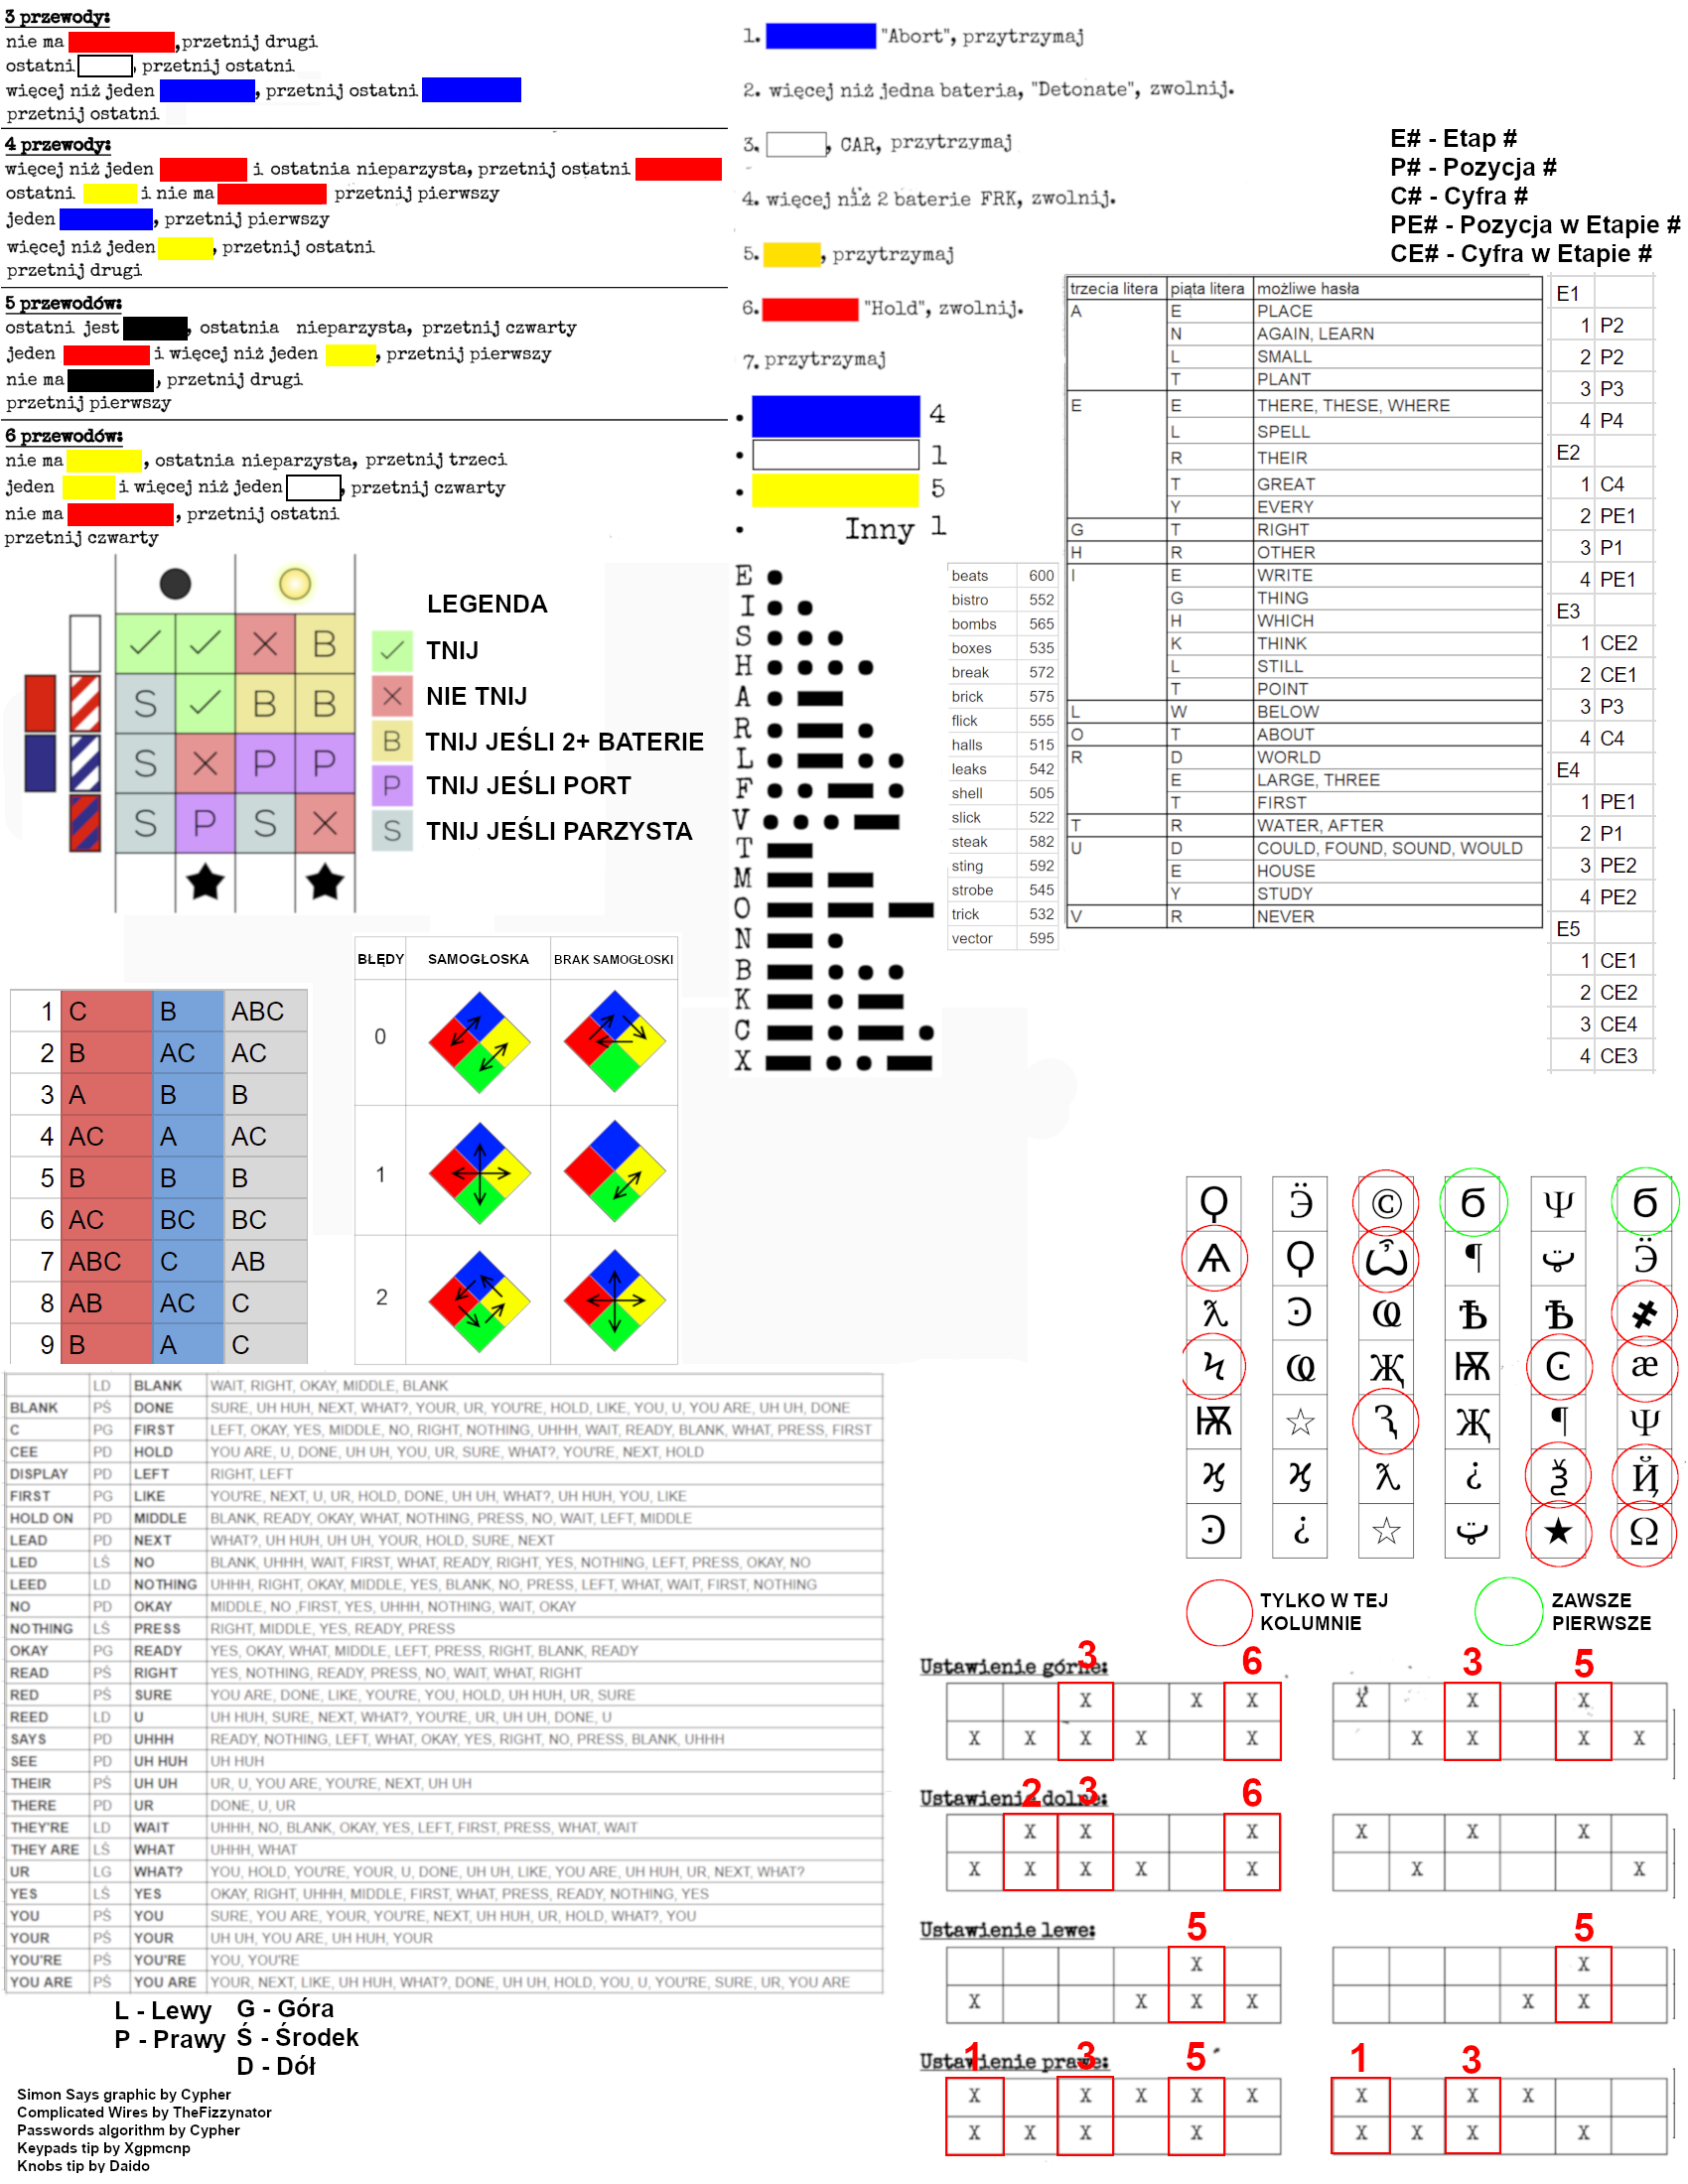 3 przewody:
nie ma ,przetnij drugi
ostatni , przetnij ostatni
więcej niż jeden , przetnij ostatni
przetnij ostatni
4 przewody:
więcej niż jeden i ostatnia nieparzysta, przetnij ostatni
ostatni i nie ma przetnij pierwszy
jeden , przetnij pierwszy
więcej niż jeden , przetnij ostatni
przetnij drugi
5 przewodów:
ostatni jest , ostatnia nieparzysta, przetnij czwarty
jeden i więcej niż jeden , przetnij pierwszy
nie ma , przetnij drugi
przetnij pierwszy
6 przewodów:
nie ma , ostatnia nieparzysta, przetnij trzeci
jeden i więcej niż jeden , przetnij czwarty
nie ma , przetnij ostatni
przetnij czwarty
1. "Abort", przytrzymaj
2. więcej niż jedna bateria, "Detonate", zwolnij.
3. , CAR, przytrzymaj
4. więcej niż 2 baterie FRK, zwolnij.
5. , przytrzymaj
6. "Hold", zwolnij.
7. przytrzymaj
• 4
• 1
• 5
• Inny 1
E# - Etap #
P# - Pozycja #
C# - Cyfra #
PE# - Pozycja w Etapie #
CE# - Cyfra w Etapie #
trzecia litera piąta litera możliwe hasła
A E PLACE
N AGAIN, LEARN
L SMALL
T PLANT
E E THERE, THESE, WHERE
L SPELL
R THEIR
T GREAT
Y EVERY
G T RIGHT
H R OTHER
I E WRITE
G THING
H WHICH
K THINK
L STILL
T POINT
L W BELOW
O T ABOUT
R D WORLD
E LARGE, THREE
T FIRST
T R WATER, AFTER
U D COULD, FOUND, SOUND, WOULD
E HOUSE
Y STUDY
V R NEVER
E1
1 P2
2 P2
3 P3
4 P4
E2
1 C4
2 PE1
3 P1
4 PE1
E3
1 CE2
2 CE1
3 P3
4 C4
E4
1 PE1
2 P1
3 PE2
4 PE2
E5
1 CE1
2 CE2
3 CE4
4 CE3
LEGENDA
TNIJ
NIE TNIJ
B TNIJ JEŚLI 2+ BATERIE
P TNIJ JEŚLI PORT
S TNIJ JEŚLI PARZYSTA
B
S B B
S P P
S P S
E
I
S
H
A
R
L
F
V
T
M
O
N
B
K
C
X
beats 600
bistro 552
bombs 565
boxes 535
break 572
brick 575
flick 555
halls 515
leaks 542
shell 505
slick 522
steak 582
sting 592
strobe 545
trick 532
vector 595
1 C B ABC
2 B AC AC
3 A B B
4 AC A AC
5 B B B
6 AC BC BC
7 ABC C AB
8 AB AC C
9 B A C
BŁĘDY SAMOGŁOSKA BRAK SAMOGŁOSKI
0
1
2
LD BLANK WAIT, RIGHT, OKAY, MIDDLE, BLANK
BLANK PŚ DONE SURE, UH HUH, NEXT, WHAT?, YOUR, UR, YOU'RE, HOLD, LIKE, YOU, U, YOU ARE, UH UH, DONE
C PG FIRST LEFT, OKAY, YES, MIDDLE, NO, RIGHT, NOTHING, UHHH, WAIT, READY, BLANK, WHAT, PRESS, FIRST
CEE PD HOLD YOU ARE, U, DONE, UH UH, YOU, UR, SURE, WHAT?, YOU'RE, NEXT, HOLD
DISPLAY PD LEFT RIGHT, LEFT
FIRST PG LIKE YOU'RE, NEXT, U, UR, HOLD, DONE, UH UH, WHAT?, UH HUH, YOU, LIKE
HOLD ON PD MIDDLE BLANK, READY, OKAY, WHAT, NOTHING, PRESS, NO, WAIT, LEFT, MIDDLE
LEAD PD NEXT WHAT?, UH HUH, UH UH, YOUR, HOLD, SURE, NEXT
LED LŚ NO BLANK, UHHH, WAIT, FIRST, WHAT, READY, RIGHT, YES, NOTHING, LEFT, PRESS, OKAY, NO
LEED LD NOTHING UHHH, RIGHT, OKAY, MIDDLE, YES, BLANK, NO, PRESS, LEFT, WHAT, WAIT, FIRST, NOTHING
NO PD OKAY MIDDLE, NO ,FIRST, YES, UHHH, NOTHING, WAIT, OKAY
NOTHING LŚ PRESS RIGHT, MIDDLE, YES, READY, PRESS
OKAY PG READY YES, OKAY, WHAT, MIDDLE, LEFT, PRESS, RIGHT, BLANK, READY
READ PŚ RIGHT YES, NOTHING, READY, PRESS, NO, WAIT, WHAT, RIGHT
RED PŚ SURE YOU ARE, DONE, LIKE, YOU'RE, YOU, HOLD, UH HUH, UR, SURE
REED LD U UH HUH, SURE, NEXT, WHAT?, YOU'RE, UR, UH UH, DONE, U
SAYS PD UHHH READY, NOTHING, LEFT, WHAT, OKAY, YES, RIGHT, NO, PRESS, BLANK, UHHH
SEE PD UH HUH UH HUH
THEIR PŚ UH UH UR, U, YOU ARE, YOU'RE, NEXT, UH UH
THERE PD UR DONE, U, UR
THEY'RE LD WAIT UHHH, NO, BLANK, OKAY, YES, LEFT, FIRST, PRESS, WHAT, WAIT
THEY ARE LŚ WHAT UHHH, WHAT
UR LG WHAT? YOU, HOLD, YOU'RE, YOUR, U, DONE, UH UH, LIKE, YOU ARE, UH HUH, UR, NEXT, WHAT?
YES LŚ YES OKAY, RIGHT, UHHH, MIDDLE, FIRST, WHAT, PRESS, READY, NOTHING, YES
YOU PŚ YOU SURE, YOU ARE, YOUR, YOU'RE, NEXT, UH HUH, UR, HOLD, WHAT?, YOU
YOUR PŚ YOUR UH UH, YOU ARE, UH HUH, YOUR
YOU'RE PŚ YOU'RE YOU, YOU'RE
YOU ARE PŚ YOU ARE YOUR, NEXT, LIKE, UH HUH, WHAT?, DONE, UH UH, HOLD, YOU, U, YOU'RE, SURE, UR, YOU ARE
L - Lewy G - Góra
P - Prawy Ś - Środek
D - Dół
Simon Says graphic by Cypher
Complicated Wires by TheFizzynator
Passwords algorithm by Cypher
Keypads tip by Xgpmcnp
Knobs tip by Daido
Ϙ Ӭ © Ϭ Ψ Ϭ
Ѧ Ϙ Ѽ ¶ ټ Ӭ
ƛ Ͽ Ҩ Ѣ Ѣ ҂
Ϟ Ҩ Җ Ѭ Ͼ æ
Ѭ ☆ Ԇ Җ ¶ Ψ
ϗ ϗ ƛ ¿ Ѯ Ҋ
Ͽ ¿ ☆ ټ ★ Ω
TYLKO W TEJ
KOLUMNIE
ZAWSZE
PIERWSZE
Ustawienie górne:
3 6 3 5
X X X X X X
X X X X X X X X X
Ustawienie dolne:
2 3 6
X X X X X X
X X X X X X X
Ustawienie lewe:
5 5
X X
X X X X X X
Ustawienie prawe:
1 3 5 1 3
X X X X X X X X
X X X X X X X X